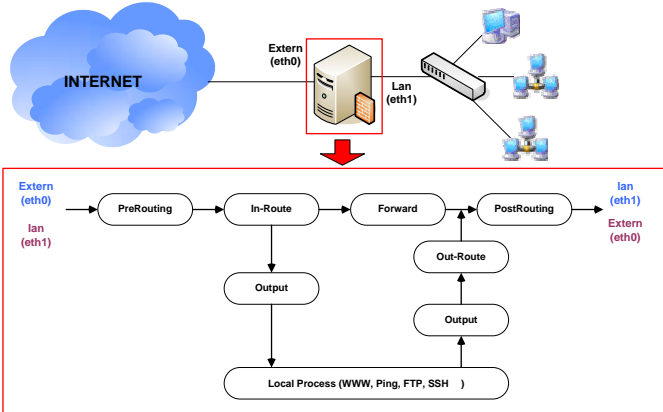 Extern
(eth0)
INTERNET
Lan
(eth1)
Extern
(eth0)
lan
(eth1)
PreRouting
In-Route
Forward
PostRouting
lan
(eth1)
Extern
(eth0)
Out-Route
Output
Output
Local Process (WWW, Ping, FTP, SSH )